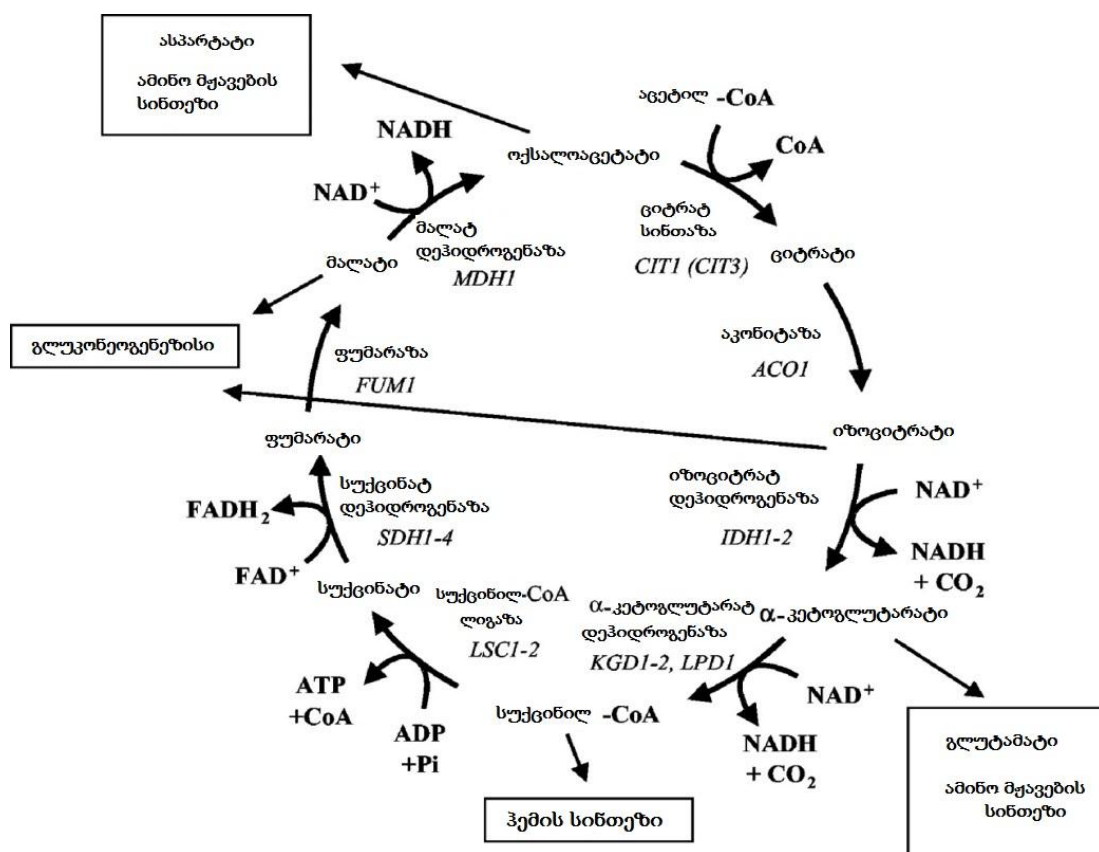 ასპარტატი
ამინო მჟავების
სინთეზი
აცეტილ -CoA
NADH
CoA
ოქსალოაცეტატი
NAD+
ციტრატ
სინთაზა
CIT1 (CIT3)
ციტრატი
მალატ
დეჰიდროგენაზა
MDH1
მალატი
გლუკონეოგენეზისი
აკონიტაზა
ACO1
ფუმარაზა
FUM1
იზოციტრატი
ფუმარატი
იზოციტრატ
დეჰიდროგენაზა
IDH1-2
NAD+
სუქცინატ
დეჰიდროგენაზა
SDH1-4
FADH2
NADH
+ CO2
FAD+
სუქცინატი
სუქცინილ-CoA
ლიგაზა
LSC1-2
α-კეტოგლუტარატ
დეჰიდროგენაზა
KGD1-2, LPD1
α-კეტოგლუტარატი
NAD+
ATP
+CoA
ADP
+Pi
სუქცინილ -CoA
NADH
+ CO2
გლუტამატი
ამინო მჟავების
სინთეზი
ჰემის სინთეზი